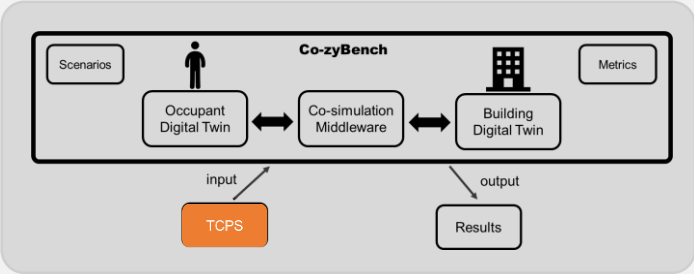 Co-zyBench
Scenarios
Metrics
Occupant
Digital Twin
Co-simulation
Middleware
Building
Digital Twin
input
output
TCPS
Results